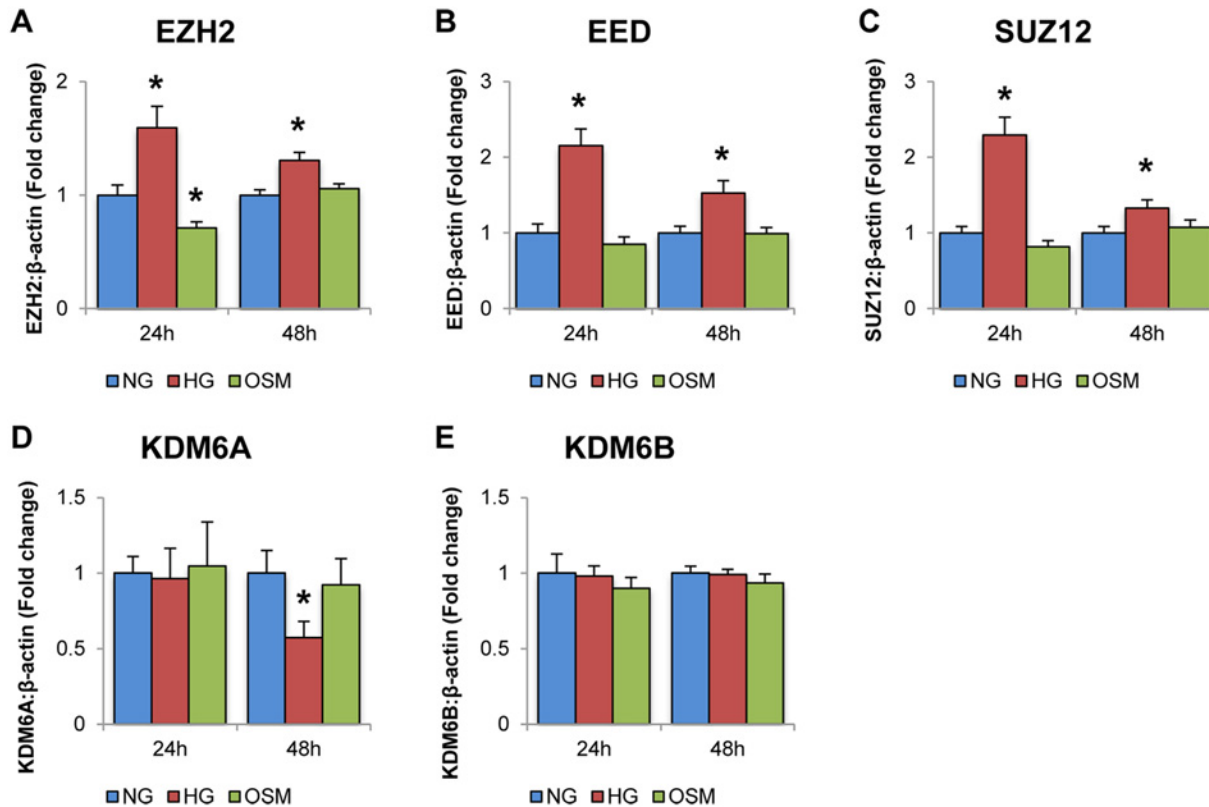 A
EZH2
EZH2:β-actin (Fold change)
2
*
*
1
*
0
24h
48h
NG HG OSM
B
EED
EED:β-actin (Fold change)
3
*
2
*
1
0
24h
48h
NG HG OSM
C
SUZ12
SUZ12:β-actin (Fold change)
3
*
2
*
1
0
24h
48h
NG HG OSM
D
KDM6A
KDM6A:β-actin (Fold change)
1.5
1
*
0.5
0
24h
48h
NG HG OSM
E
KDM6B
KDM6B:β-actin (Fold change)
1.5
1
0.5
0
24h
48h
NG HG OSM